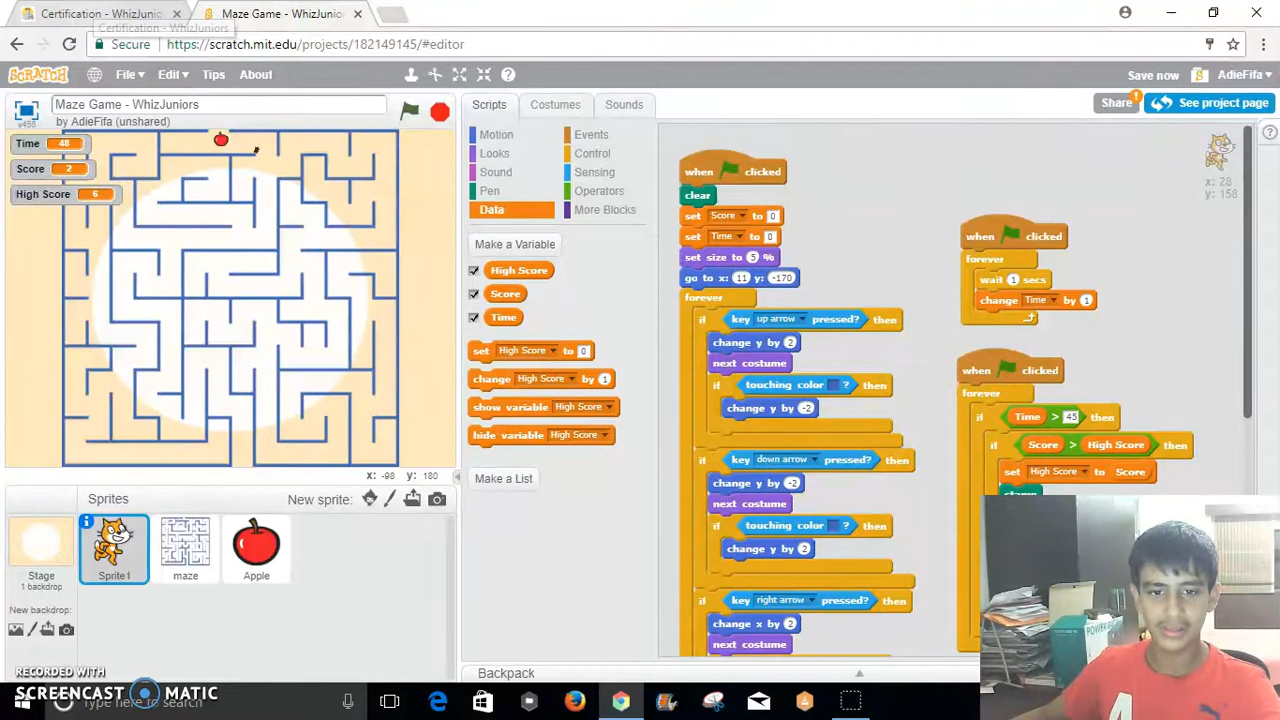 Certification - WhizJuniors
Maze Game - WhizJuniors
Certification - WhizJuniors
Secure
https://scratch.mit.edu/projects/182149145/#editor
SCRATCH
File
Edit
Tips
About
Save now
AdieFifa
v458
Maze Game - WhizJuniors
by AdieFifa (unshared)
Scripts
Costumes
Sounds
Share
!
See project page
Time 48
Score 2
High Score 6
Motion
Looks
Sound
Pen
Data
Events
Control
Sensing
Operators
More Blocks
Make a Variable
High Score
Score
Time
set High Score to 0
change High Score by 1
show variable High Score
hide variable High Score
Make a List
when clicked
clear
set Score to 0
set Time to 0
set size to 5 %
go to x: 11 y: -170
forever
if key up arrow pressed? then
change y by 2
next costume
if touching color ? then
change y by -2
if key down arrow pressed? then
change y by -2
next costume
if touching color ? then
change y by 2
if key right arrow pressed? then
change x by 2
next costume
when clicked
forever
wait 1 secs
change Time by 1
when clicked
forever
if Time > 45 then
if Score > High Score then
set High Score to Score
stamp
x: 28
y: 158
x: -98 y: 180
Sprites
New sprite:
Stage
1 backdrop
New backdrop:
i
Sprite1
maze
Apple
Backpack
RECORDED WITH
SCREENCAST MATIC
Type here to search